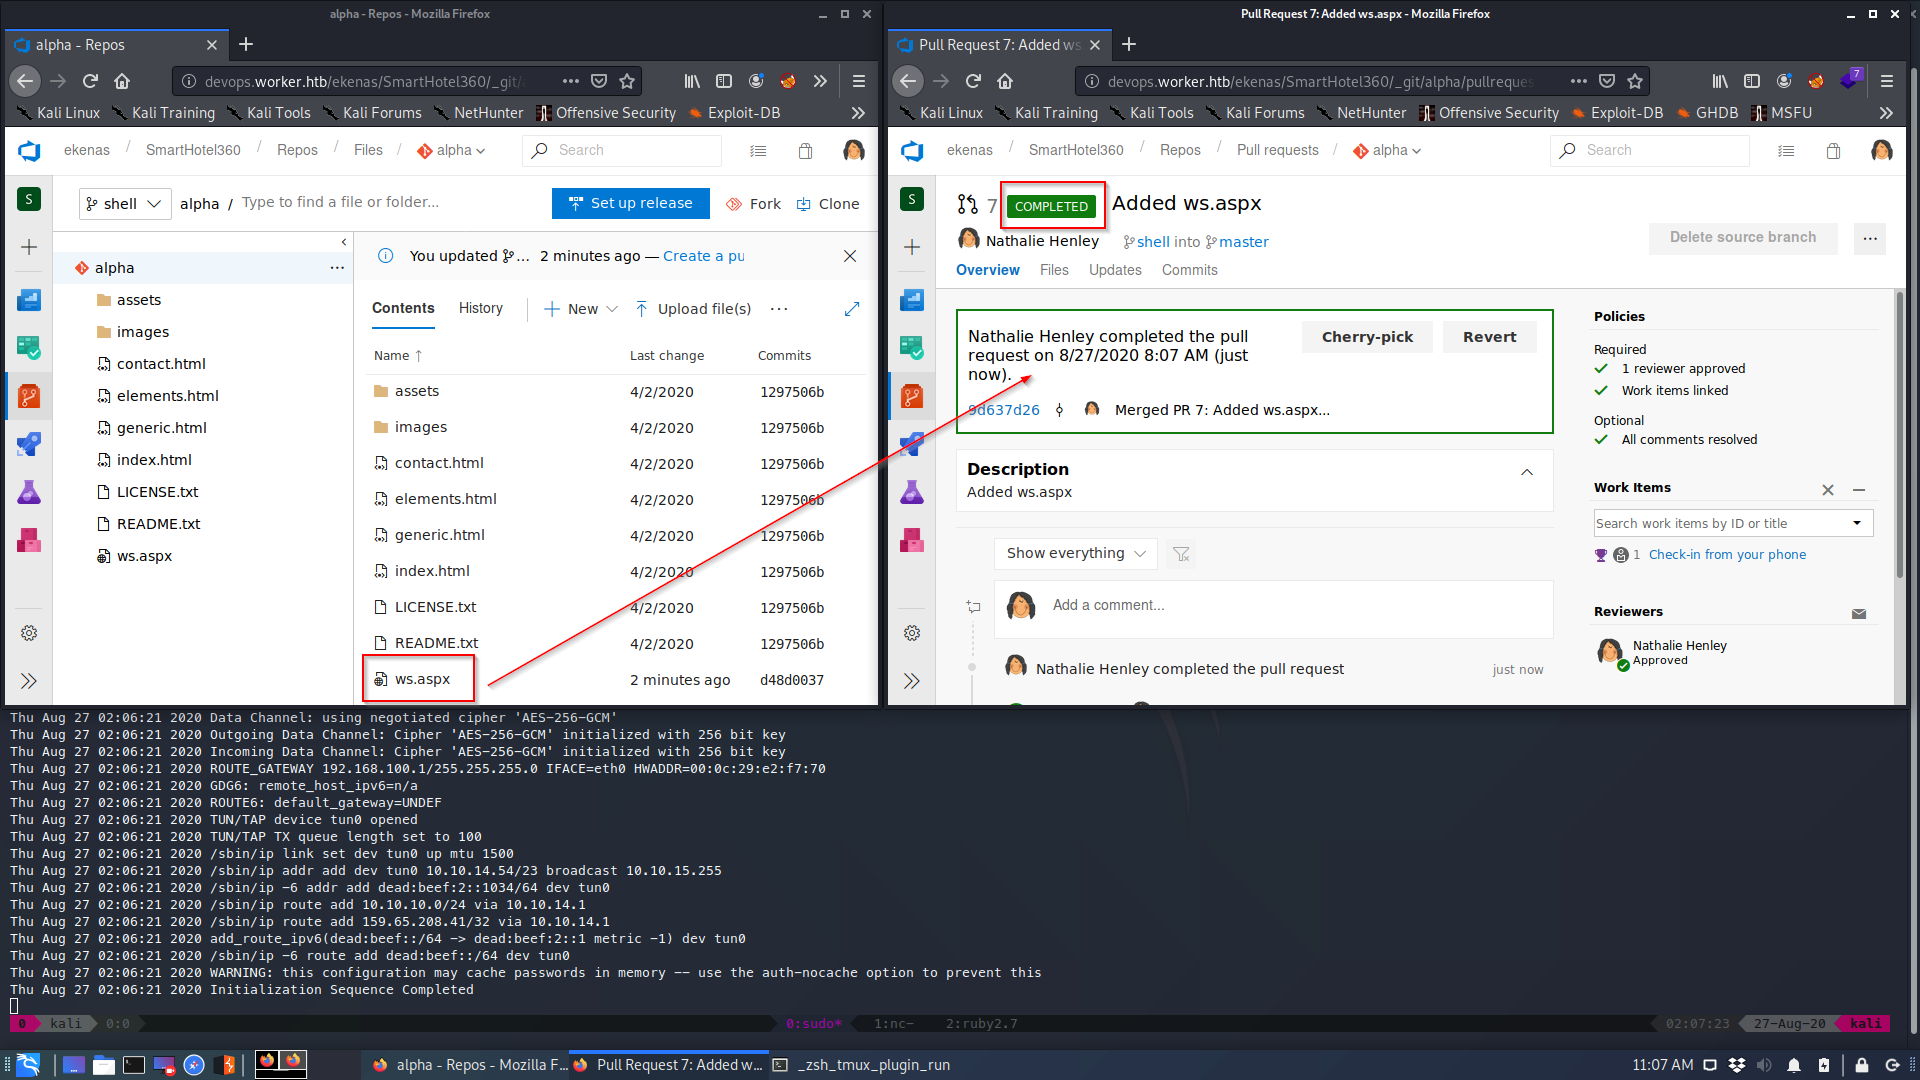 alpha - Repos - Mozilla Firefox
alpha - Repos
devops.worker.htb/ekenas/SmartHotel360/_git/
Kali Linux Kali Training Kali Tools Kali Forums NetHunter Offensive Security Exploit-DB
ekenas / SmartHotel360 / Repos / Files / alpha
Search
S
shell
alpha / Type to find a file or folder...
Set up release
Fork
Clone
alpha
assets
images
contact.html
elements.html
generic.html
index.html
LICENSE.txt
README.txt
ws.aspx
You updated ... 2 minutes ago — Create a pu
Contents History New Upload file(s)
Name ↑ Last change Commits
assets 4/2/2020 1297506b
images 4/2/2020 1297506b
contact.html 4/2/2020 1297506b
elements.html 4/2/2020 1297506b
generic.html 4/2/2020 1297506b
index.html 4/2/2020 1297506b
LICENSE.txt 4/2/2020 1297506b
README.txt 4/2/2020 1297506b
ws.aspx 2 minutes ago d48d0037
Pull Request 7: Added ws.aspx - Mozilla Firefox
Pull Request 7: Added ws
devops.worker.htb/ekenas/SmartHotel360/_git/alpha/pullreque
7
Kali Linux Kali Training Kali Tools Kali Forums NetHunter Offensive Security Exploit-DB GHDB MSFU
ekenas / SmartHotel360 / Repos / Pull requests / alpha
Search
S
7 COMPLETED Added ws.aspx
Nathalie Henley shell into master
Delete source branch
Overview Files Updates Commits
Nathalie Henley completed the pull
request on 8/27/2020 8:07 AM (just
now).
Cherry-pick
Revert
9d637d26 Merged PR 7: Added ws.aspx...
Description
Added ws.aspx
Show everything
Add a comment...
Nathalie Henley completed the pull request just now
Policies
Required
1 reviewer approved
Work items linked
Optional
All comments resolved
Work Items
Search work items by ID or title
1 Check-in from your phone
Reviewers
Nathalie Henley
Approved
Thu Aug 27 02:06:21 2020 Data Channel: using negotiated cipher 'AES-256-GCM'
Thu Aug 27 02:06:21 2020 Outgoing Data Channel: Cipher 'AES-256-GCM' initialized with 256 bit key
Thu Aug 27 02:06:21 2020 Incoming Data Channel: Cipher 'AES-256-GCM' initialized with 256 bit key
Thu Aug 27 02:06:21 2020 ROUTE_GATEWAY 192.168.100.1/255.255.255.0 IFACE=eth0 HWADDR=00:0c:29:e2:f7:70
Thu Aug 27 02:06:21 2020 GDG6: remote_host_ipv6=n/a
Thu Aug 27 02:06:21 2020 ROUTE6: default_gateway=UNDEF
Thu Aug 27 02:06:21 2020 TUN/TAP device tun0 opened
Thu Aug 27 02:06:21 2020 TUN/TAP TX queue length set to 100
Thu Aug 27 02:06:21 2020 /sbin/ip link set dev tun0 up mtu 1500
Thu Aug 27 02:06:21 2020 /sbin/ip addr add dev tun0 10.10.14.54/23 broadcast 10.10.15.255
Thu Aug 27 02:06:21 2020 /sbin/ip -6 addr add dead:beef:2::1034/64 dev tun0
Thu Aug 27 02:06:21 2020 /sbin/ip route add 10.10.10.0/24 via 10.10.14.1
Thu Aug 27 02:06:21 2020 /sbin/ip route add 159.65.208.41/32 via 10.10.14.1
Thu Aug 27 02:06:21 2020 add_route_ipv6(dead:beef::/64 -> dead:beef:2::1 metric -1) dev tun0
Thu Aug 27 02:06:21 2020 /sbin/ip -6 route add dead:beef::/64 dev tun0
Thu Aug 27 02:06:21 2020 WARNING: this configuration may cache passwords in memory -- use the auth-nocache option to prevent this
Thu Aug 27 02:06:21 2020 Initialization Sequence Completed
0 kali 0:0 0:sudo* 1:nc- 2:ruby2.7 02:07:23 27-Aug-20 kali
alpha - Repos - Mozilla F... Pull Request 7: Added w... _zsh_tmux_plugin_run 11:07 AM